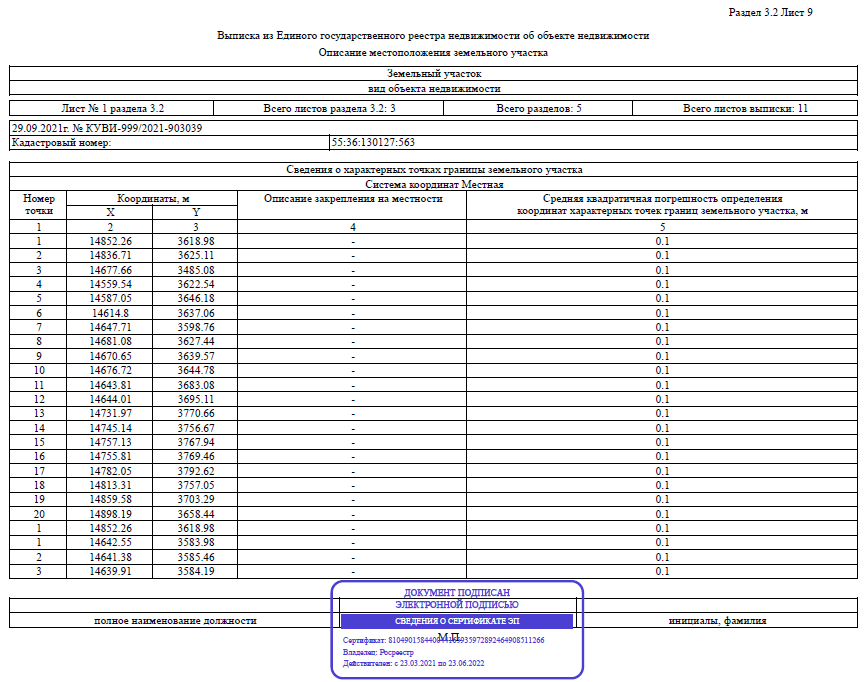 Раздел 3.2 Лист 9
Выписка из Единого государственного реестра недвижимости об объекте недвижимости
Описание местоположения земельного участка
Земельный участок
вид объекта недвижимости
Лист № 1 раздела 3.2 Всего листов раздела 3.2: 3 Всего разделов: 5 Всего листов выписки: 11
29.09.2021г. № КУВИ-999/2021-903039
Кадастровый номер: 55:36:130127:563
Сведения о характерных точках границы земельного участка
Система координат Местная
Номер точки Координаты, м Описание закрепления на местности Средняя квадратичная погрешность определения
координат характерных точек границ земельного участка, м
X Y
1 2 3 4 5
1 14852.26 3618.98 - 0.1
2 14836.71 3625.11 - 0.1
3 14677.66 3485.08 - 0.1
4 14559.54 3622.54 - 0.1
5 14587.05 3646.18 - 0.1
6 14614.8 3637.06 - 0.1
7 14647.71 3598.76 - 0.1
8 14681.08 3627.44 - 0.1
9 14670.65 3639.57 - 0.1
10 14676.72 3644.78 - 0.1
11 14643.81 3683.08 - 0.1
12 14644.01 3695.11 - 0.1
13 14731.97 3770.66 - 0.1
14 14745.14 3756.67 - 0.1
15 14757.13 3767.94 - 0.1
16 14755.81 3769.46 - 0.1
17 14782.05 3792.62 - 0.1
18 14813.31 3757.05 - 0.1
19 14859.58 3703.29 - 0.1
20 14898.19 3658.44 - 0.1
1 14852.26 3618.98 - 0.1
1 14642.55 3583.98 - 0.1
2 14641.38 3585.46 - 0.1
3 14639.91 3584.19 - 0.1
ДОКУМЕНТ ПОДПИСАН
ЭЛЕКТРОННОЙ ПОДПИСЬЮ
полное наименование должности СВЕДЕНИЯ О СЕРТИФИКАТЕ ЭП инициалы, фамилия
М.П.
Сертификат:
Владелец: Росреестр
Действителен: с 23.03.2021 по 23.06.2022